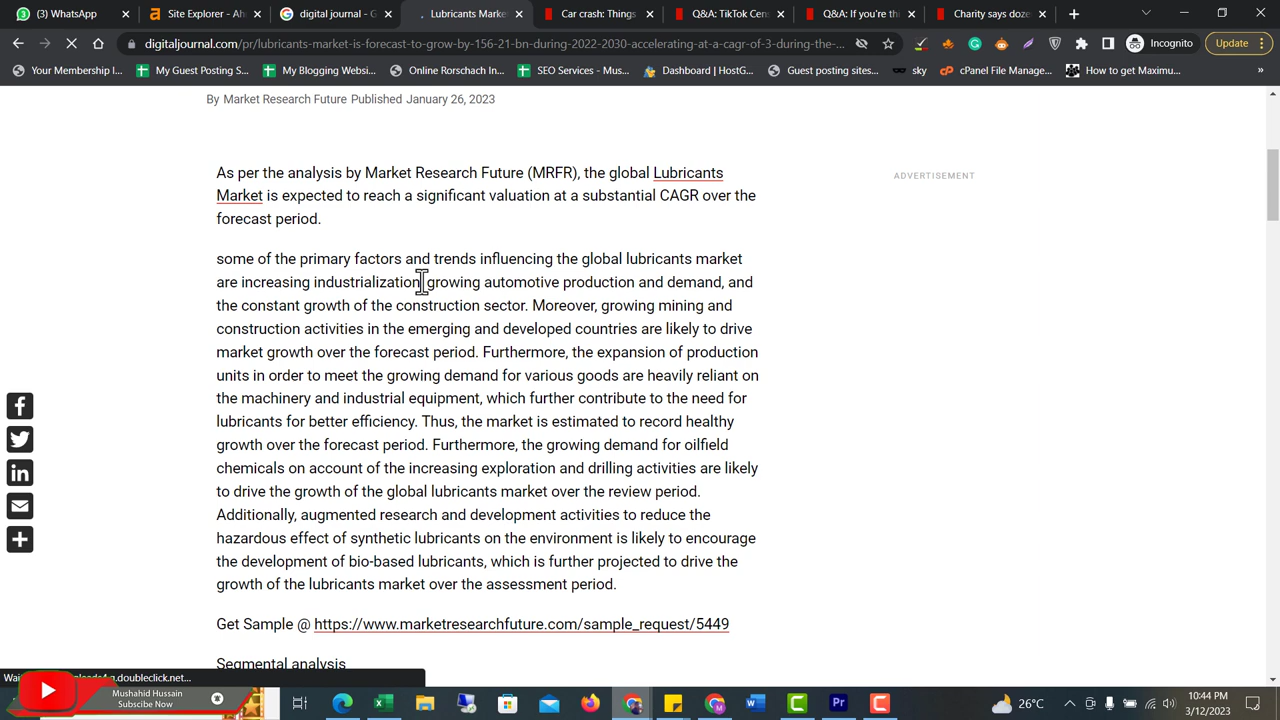 (3) WhatsApp
Site Explorer - Ah
digital journal - G
Lubricants Marke
Car crash: Things
Q&A: TikTok Cens
Q&A: If you're thi
Charity says doze
digitaljournal.com/pr/lubricants-market-is-forecast-to-grow-by-156-21-bn-during-2022-2030-accelerating-at-a-cagr-of-3-during-the-...
Incognito
Update
Your Membership I...
My Guest Posting S...
My Blogging Websi...
Online Rorschach In...
SEO Services - Mus...
Dashboard | HostG...
Guest posting sites...
sky
cPanel File Manage...
How to get Maximu...
»
By Market Research Future Published January 26, 2023
ADVERTISEMENT
As per the analysis by Market Research Future (MRFR), the global Lubricants
Market is expected to reach a significant valuation at a substantial CAGR over the
forecast period.
some of the primary factors and trends influencing the global lubricants market
are increasing industrialization, growing automotive production and demand, and
the constant growth of the construction sector. Moreover, growing mining and
construction activities in the emerging and developed countries are likely to drive
market growth over the forecast period. Furthermore, the expansion of production
units in order to meet the growing demand for various goods are heavily reliant on
the machinery and industrial equipment, which further contribute to the need for
lubricants for better efficiency. Thus, the market is estimated to record healthy
growth over the forecast period. Furthermore, the growing demand for oilfield
chemicals on account of the increasing exploration and drilling activities are likely
to drive the growth of the global lubricants market over the review period.
Additionally, augmented research and development activities to reduce the
hazardous effect of synthetic lubricants on the environment is likely to encourage
the development of bio-based lubricants, which is further projected to drive the
growth of the lubricants market over the assessment period.
Get Sample @ https://www.marketresearchfuture.com/sample_request/5449
Segmental analysis
.doubleclick.net...
Mushahid Hussain
Subscibe Now
26°C
10:44 PM
3/12/2023